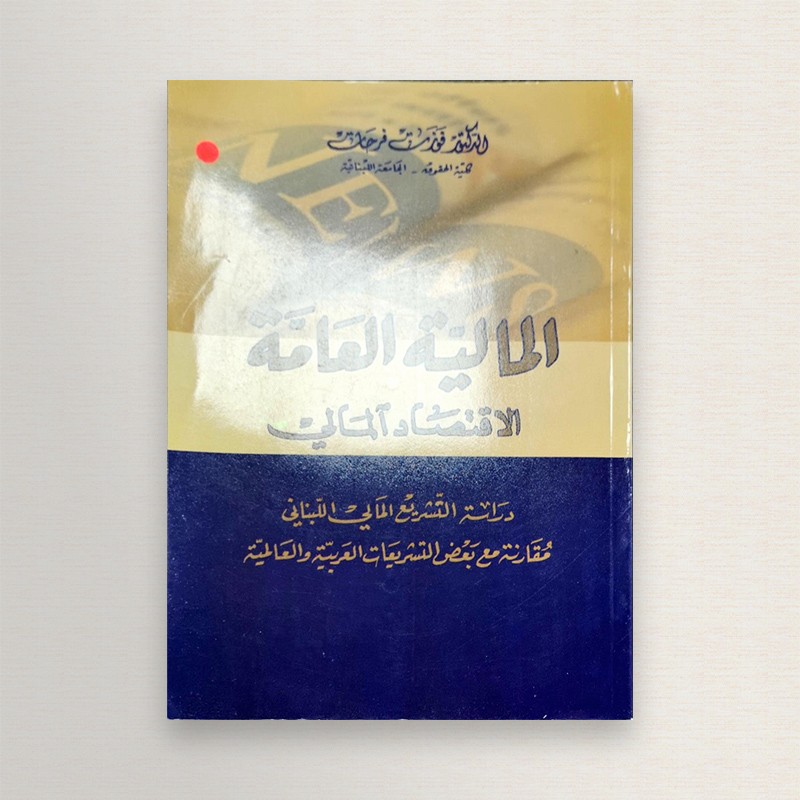 الدكتور فوزت فرحات
كلية الحقوق - الجامعة اللبنانية
المالية العامة
الاقتصاد المالي
دراسة التشريع المالي اللبناني
مقارنة مع بعض التشريعات العربية والعالمية